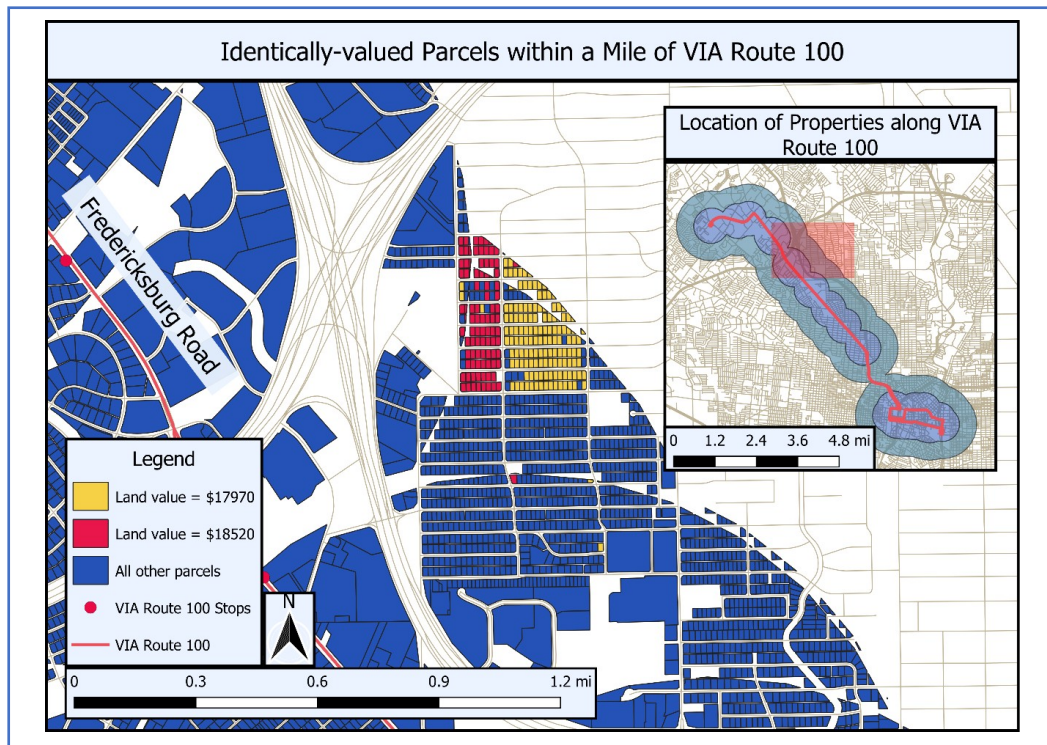 Identically-valued Parcels within a Mile of VIA Route 100
Location of Properties along VIA
Route 100
Fredericksburg Road
0 1.2 2.4 3.6 4.8 mi
Legend
Land value = $17970
Land value = $18520
All other parcels
VIA Route 100 Stops
VIA Route 100
N
0 0.3 0.6 0.9 1.2 mi